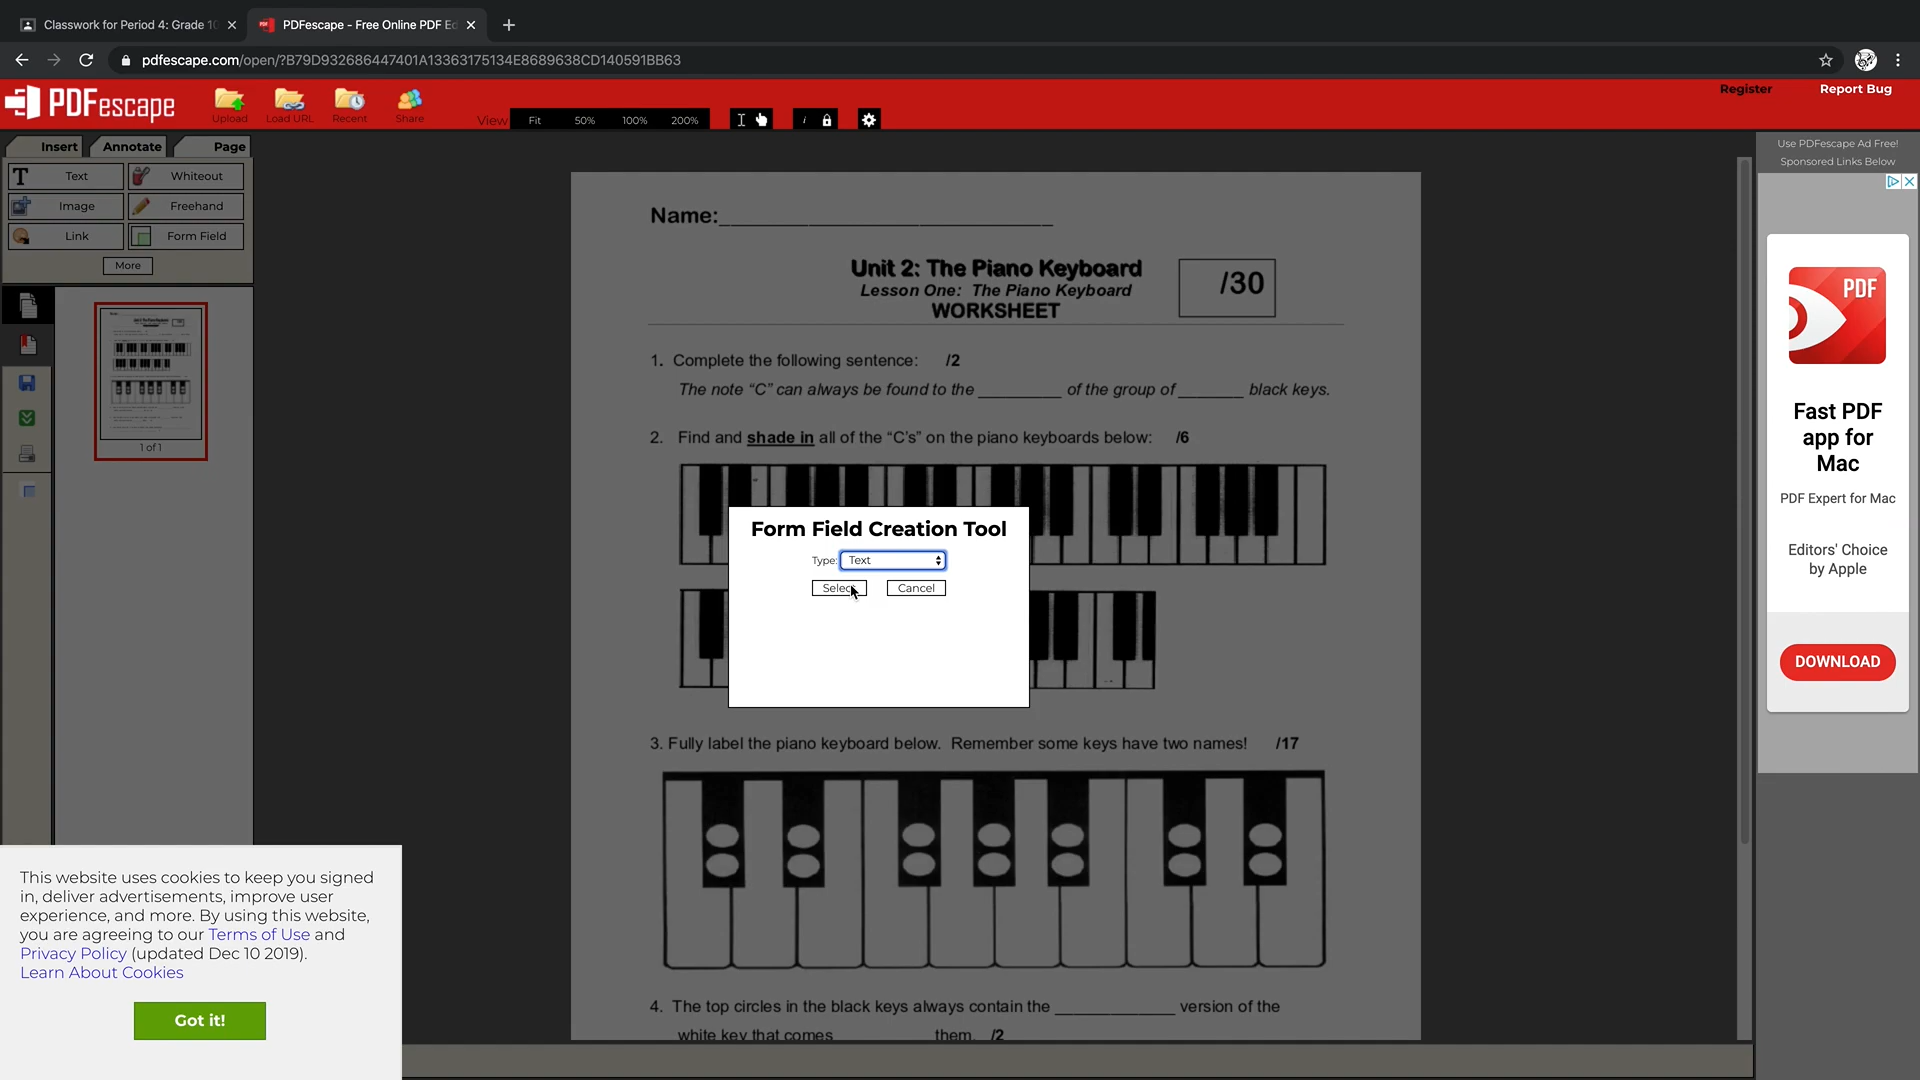 Classwork for Period 4: Grade 10
PDFescape - Free Online PDF Ed
pdfescape.com/open/?B79D932686447401A13363175134E8689638CD140591BB63
PDFescape
Upload
Load URL
Recent
Share
View
Fit
50%
100%
200%
i
Register
Report Bug
Insert
Annotate
Page
Text
Whiteout
Image
Freehand
Link
Form Field
More
1 of 1
Name:______________________________
Unit 2: The Piano Keyboard
Lesson One: The Piano Keyboard
WORKSHEET
/30
1. Complete the following sentence: /2
The note “C” can always be found to the _________ of the group of_______ black keys.
2. Find and shade in all of the “C’s” on the piano keyboards below: /6
Form Field Creation Tool
Type: Text
Select
Cancel
3. Fully label the piano keyboard below. Remember some keys have two names! /17
4. The top circles in the black keys always contain the _____________ version of the
white key that comes __________ them. /2
Use PDFescape Ad Free!
Sponsored Links Below
PDF
Fast PDF
app for
Mac
PDF Expert for Mac
Editors' Choice
by Apple
DOWNLOAD
This website uses cookies to keep you signed
in, deliver advertisements, improve user
experience, and more. By using this website,
you are agreeing to our Terms of Use and
Privacy Policy (updated Dec 10 2019).
Learn About Cookies
Got it!